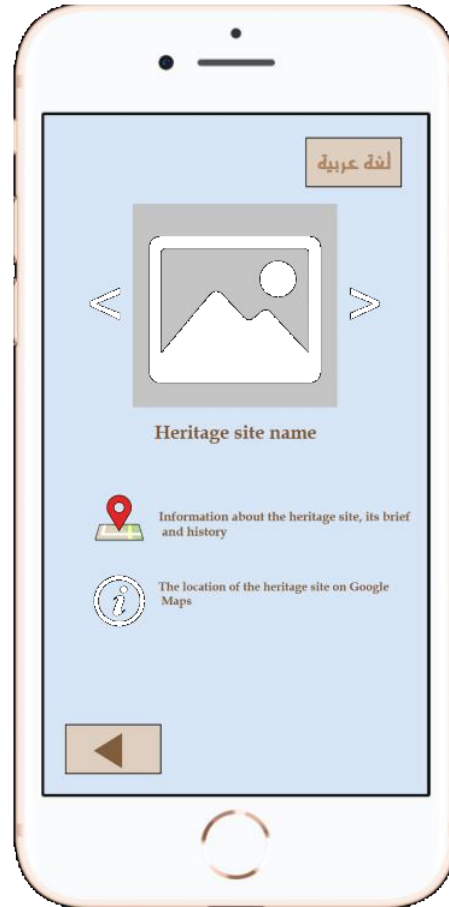 لغة عربية
< >
Heritage site name
Information about the heritage site, its brief
and history
i
The location of the heritage site on Google
Maps